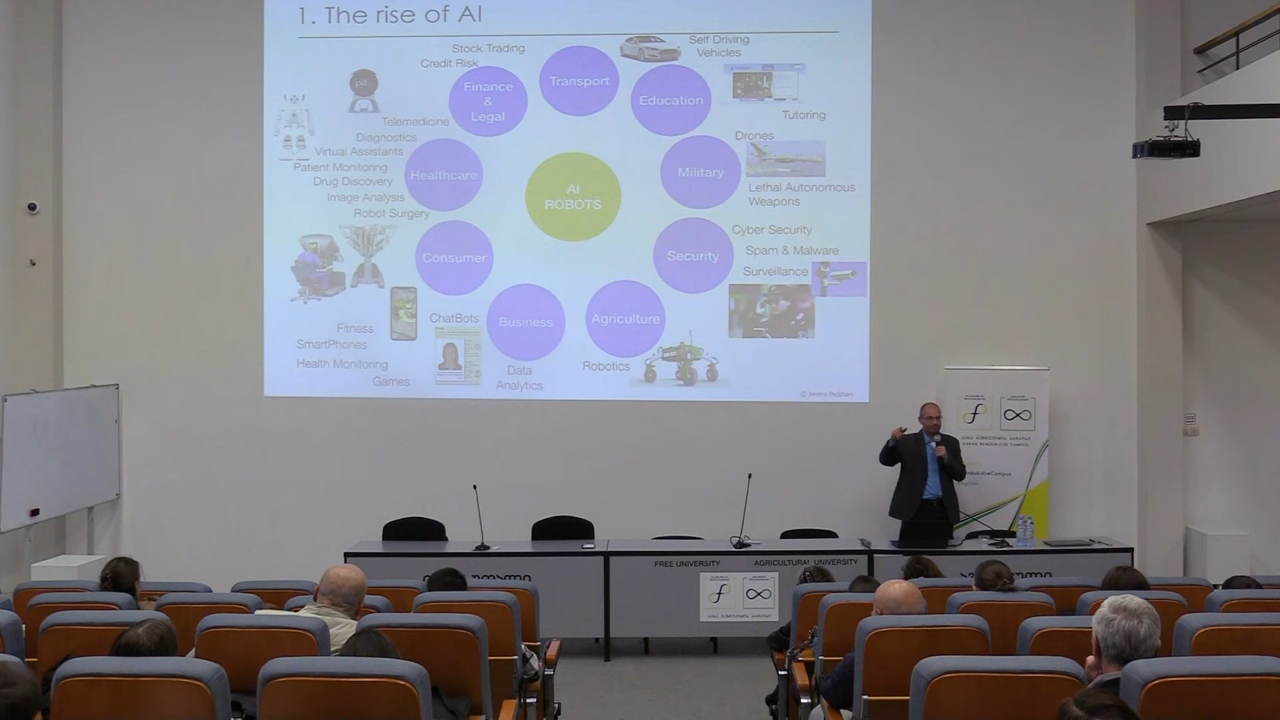 1. The rise of AI
Stock Trading
Credit Risk
Finance
&
Legal
Transport
Self Driving
Vehicles
Education
Tutoring
pillo
Telemedicine
Diagnostics
Virtual Assistants
Patient Monitoring
Drug Discovery
Image Analysis
Robot Surgery
Healthcare
AI
ROBOTS
Military
Drones
Lethal Autonomous
Weapons
Consumer
Security
Cyber Security
Spam & Malware
Surveillance
Fitness
SmartPhones
Health Monitoring
Games
ChatBots
Business
Data
Analytics
Agriculture
Robotics
FREE UNIVERSITY
AGRICULTURAL UNIVERSITY